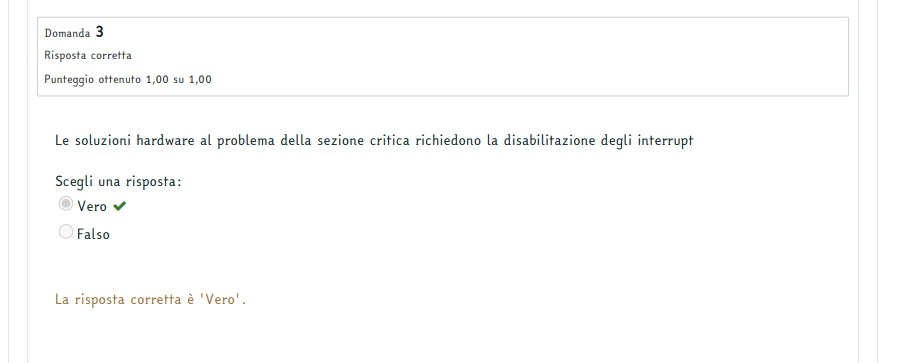 Domanda 3
Risposta corretta
Punteggio ottenuto 1,00 su 1,00
Le soluzioni hardware al problema della sezione critica richiedono la disabilitazione degli interrupt
Scegli una risposta:
Vero
Falso
La risposta corretta è 'Vero'.